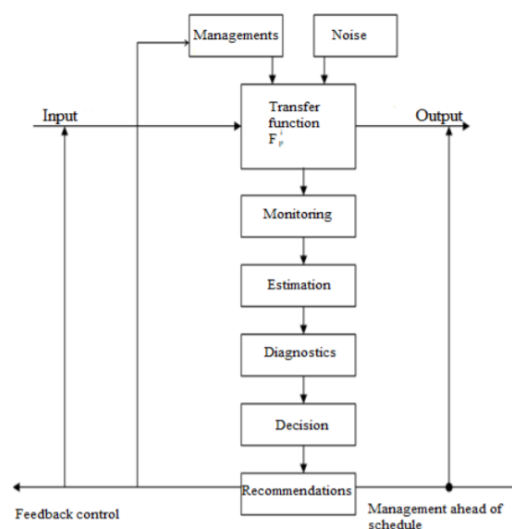 Managements
Noise
Input
Transfer
function
F
Output
Monitoring
Estimation
Diagnostics
Decision
Recommendations
Feedback control
Management ahead of
schedule